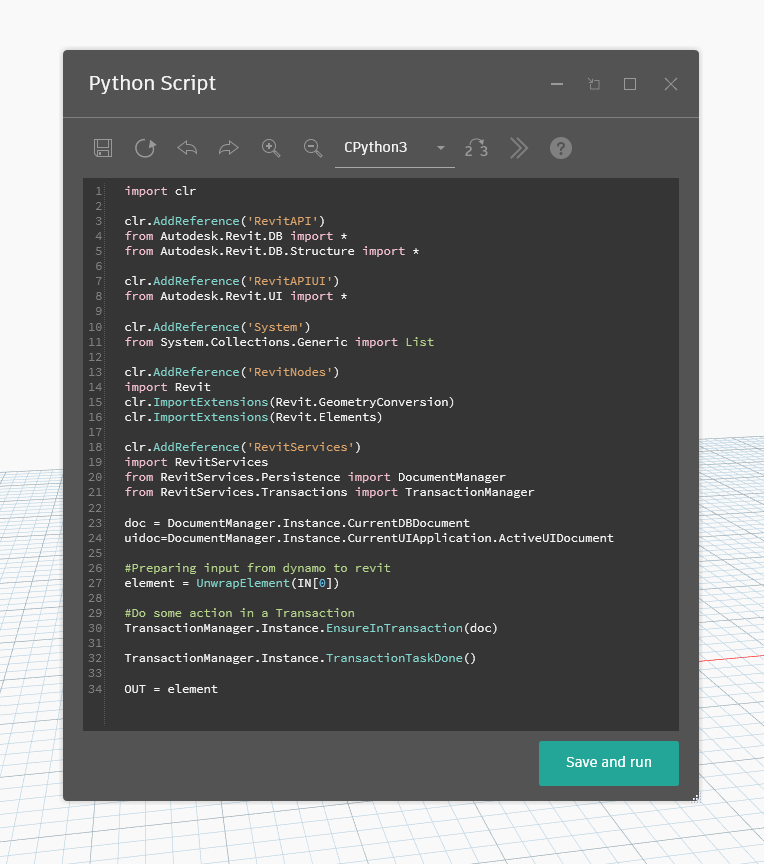 Python Script
CPython3
2 3
?
1 import clr
2
3 clr.AddReference('RevitAPI')
4 from Autodesk.Revit.DB import *
5 from Autodesk.Revit.DB.Structure import *
6
7 clr.AddReference('RevitAPIUI')
8 from Autodesk.Revit.UI import *
9
10 clr.AddReference('System')
11 from System.Collections.Generic import List
12
13 clr.AddReference('RevitNodes')
14 import Revit
15 clr.ImportExtensions(Revit.GeometryConversion)
16 clr.ImportExtensions(Revit.Elements)
17
18 clr.AddReference('RevitServices')
19 import RevitServices
20 from RevitServices.Persistence import DocumentManager
21 from RevitServices.Transactions import TransactionManager
22
23 doc = DocumentManager.Instance.CurrentDBDocument
24 uidoc=DocumentManager.Instance.CurrentUIApplication.ActiveUIDocument
25
26 #Preparing input from dynamo to revit
27 element = UnwrapElement(IN[0])
28
29 #Do some action in a Transaction
30 TransactionManager.Instance.EnsureInTransaction(doc)
31
32 TransactionManager.Instance.TransactionTaskDone()
33
34 OUT = element
Save and run